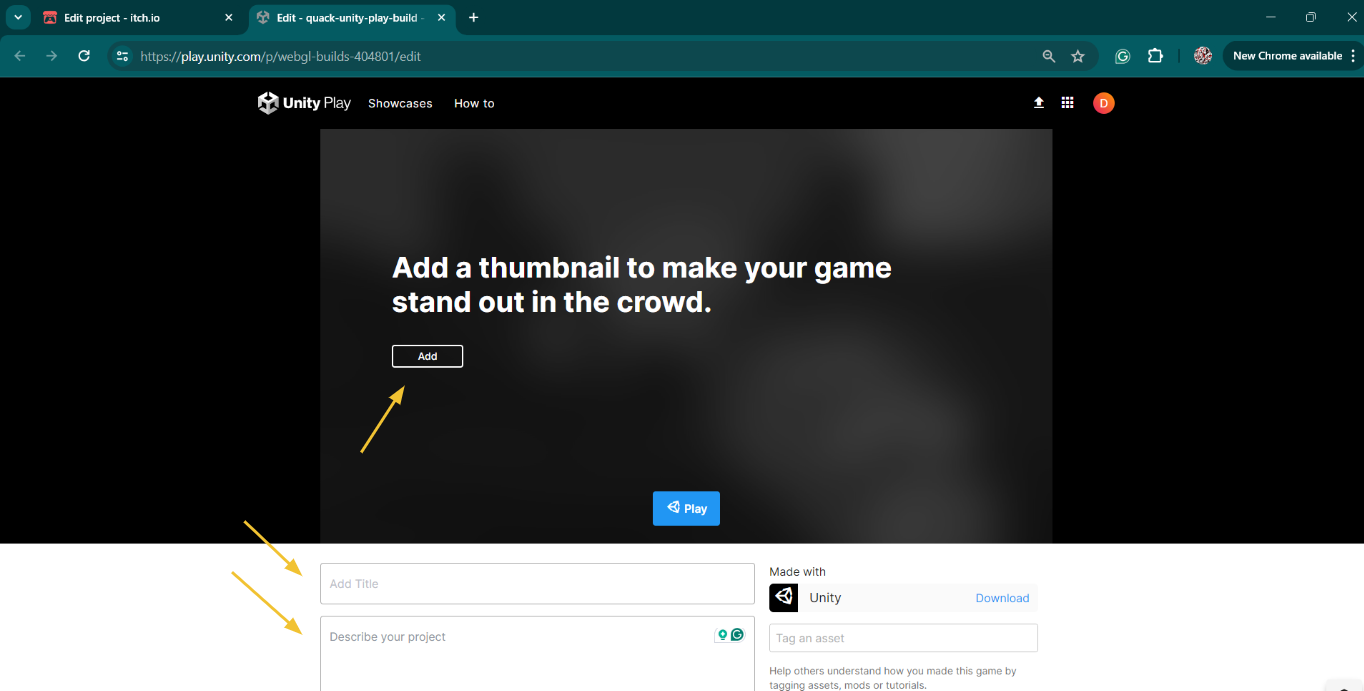 Edit project - itch.io
Edit - quack-unity-play-build -
https://play.unity.com/p/webgl-builds-404801/edit
New Chrome available
Unity Play
Showcases
How to
D
Add a thumbnail to make your game
stand out in the crowd.
Add
Play
Add Title
Describe your project
Made with
Unity
Download
Tag an asset
Help others understand how you made this game by
tagging assets, mods or tutorials.